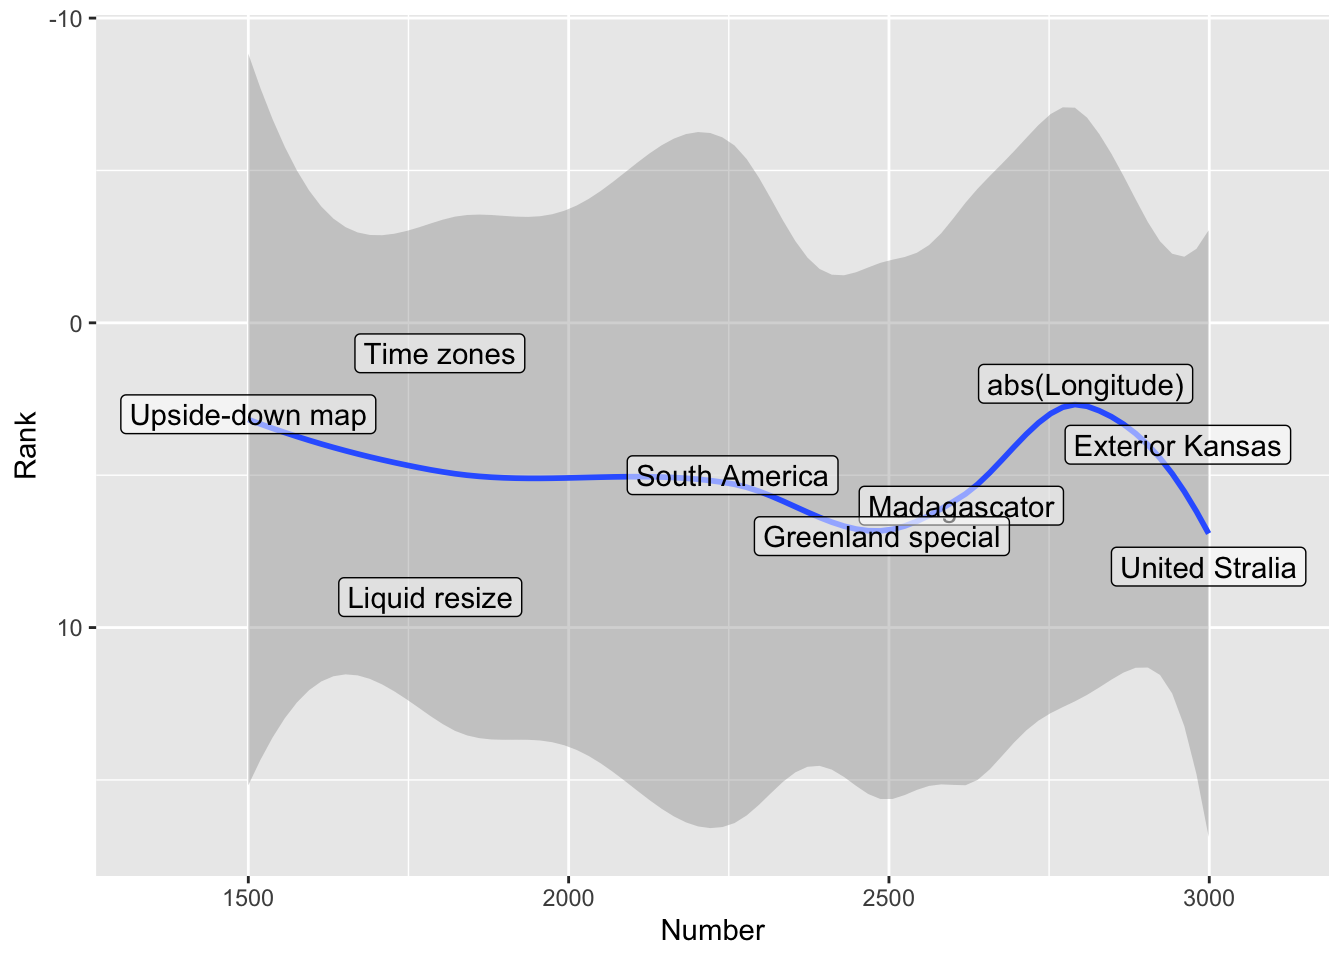 -10
0
10
Rank
Time zones
Upside-down map
abs(Longitude)
Exterior Kansas
South America
Madagascator
Greenland special
United Stralia
Liquid resize
1500
2000
2500
3000
Number